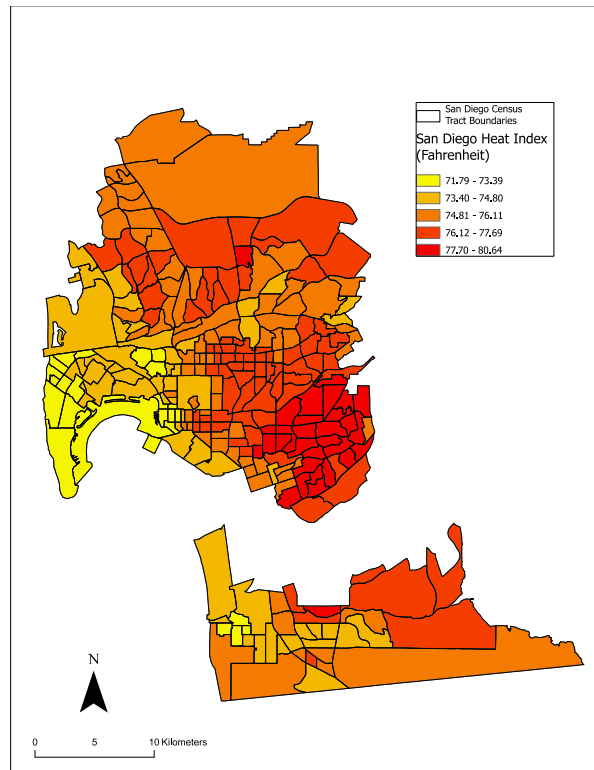 San Diego Census
Tract Boundaries
San Diego Heat Index
(Fahrenheit)
71.79 - 73.39
73.40 - 74.80
74.81 - 76.11
76.12 - 77.69
77.70 - 80.64
N
0 5 10 Kilometers